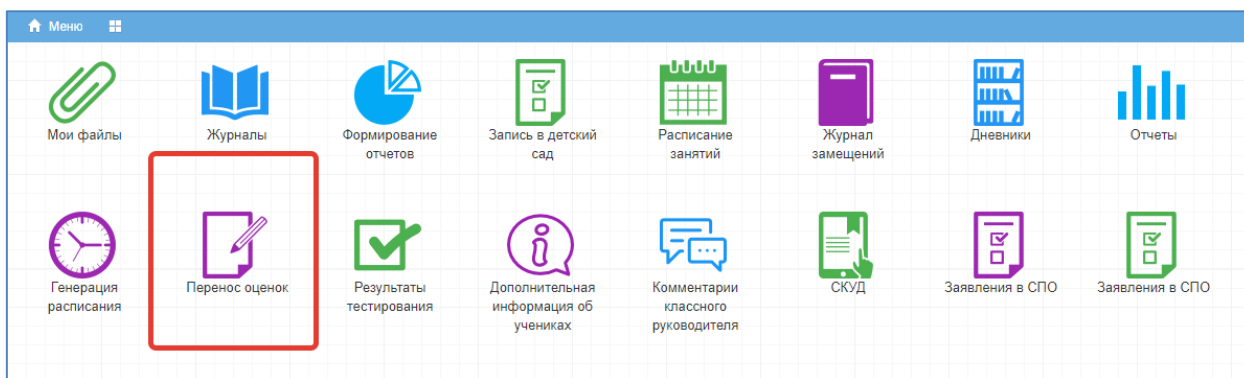 Меню
Мои файлы
Журналы
Формирование
отчетов
Запись в детский
сад
Расписание
занятий
Журнал
замещений
Дневники
Отчеты
Генерация
расписания
Перенос оценок
Результаты
тестирования
Дополнительная
информация об
учениках
Комментарии
классного
руководителя
СКУД
Заявления в СПО
Заявления в СПО